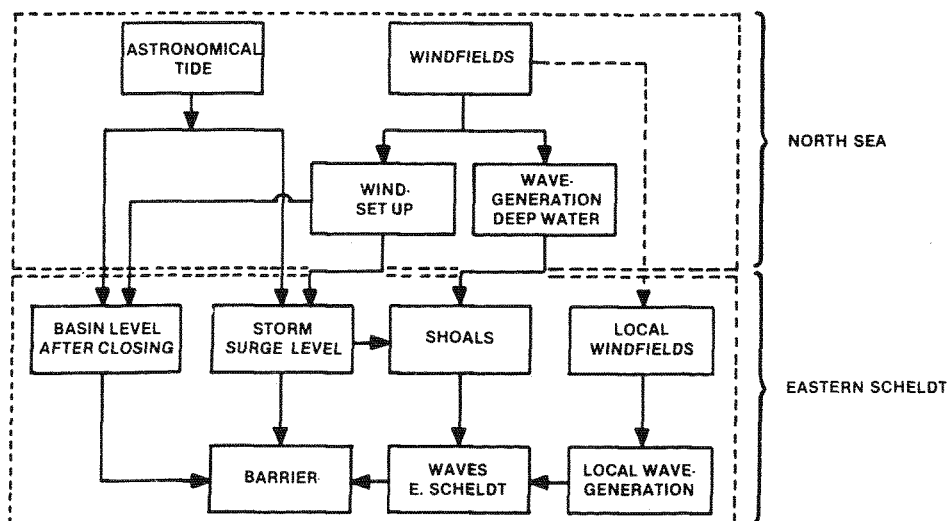 ASTRONOMICAL
TIDE
WINDFIELDS
NORTH SEA
WIND-
SET UP
WAVE-
GENERATION
DEEP WATER
BASIN LEVEL
AFTER CLOSING
STORM
SURGE LEVEL
SHOALS
LOCAL
WINDFIELDS
EASTERN SCHELDT
BARRIER
WAVES
E. SCHELDT
LOCAL WAVE-
GENERATION